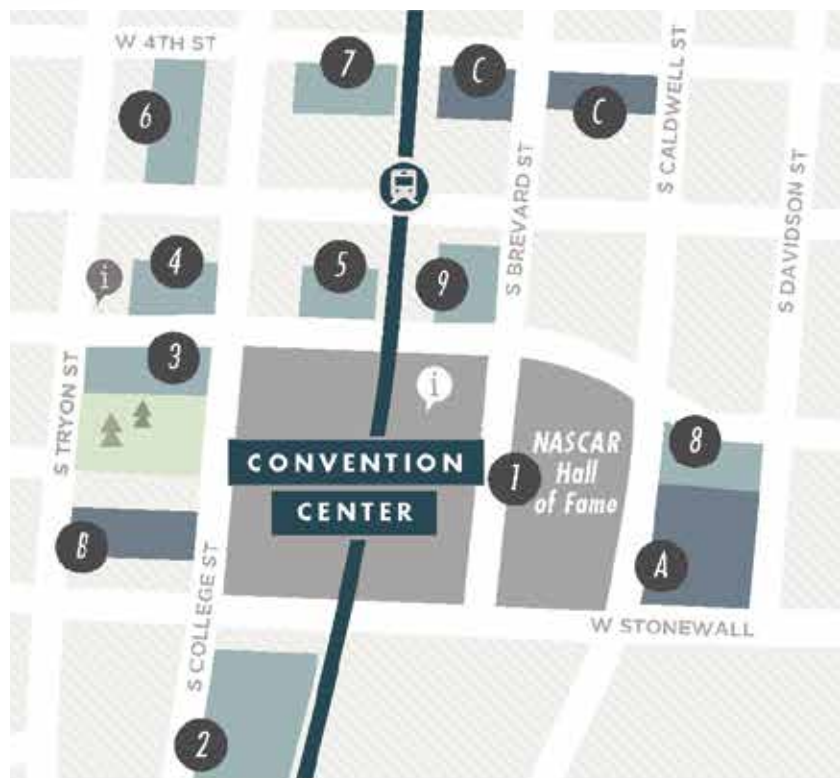 W 4TH ST
7
C
C
6
S CALDWELL ST
S BREVARD ST
S DAVIDSON ST
i
4
5
9
3
i
S TRYON ST
CONVENTION
CENTER
1
NASCAR
Hall
of Fame
8
B
A
S COLLEGE ST
W STONEWALL
2